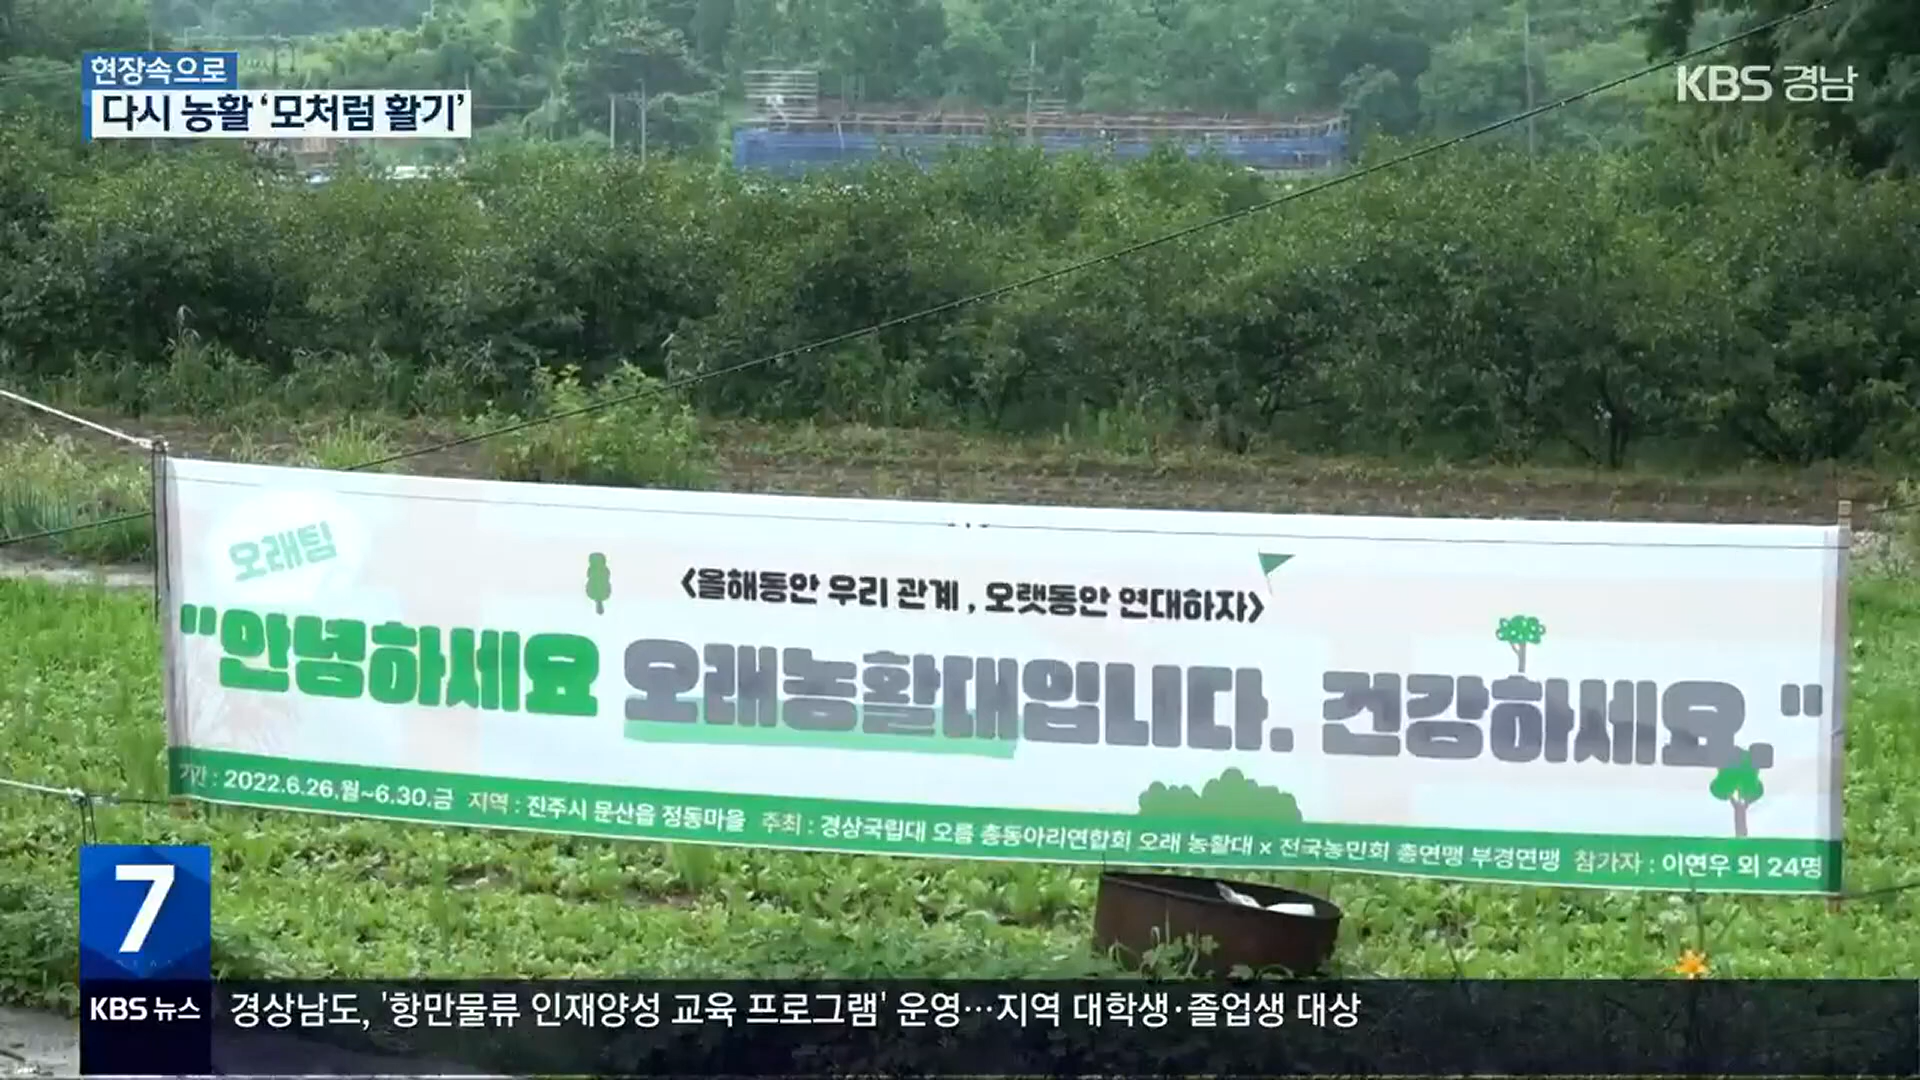 현장속으로
다시 농활 ‘모처럼 활기’
KBS 경남
오래팀
<올해동안 우리 관계, 오랫동안 연대하자>
"안녕하세요 오래농활대입니다. 건강하세요."
기간 : 2022.6.26.월~6.30.금 지역 : 진주시 문산읍 정동마을 주최 : 경상국립대 오름 총동아리연합회 오래 농활대 x 전국농민회 총연맹 부경연맹 참가자 : 이연우 외 24명
7
KBS 뉴스
경상남도, '항만물류 인재양성 교육 프로그램' 운영…지역 대학생·졸업생 대상